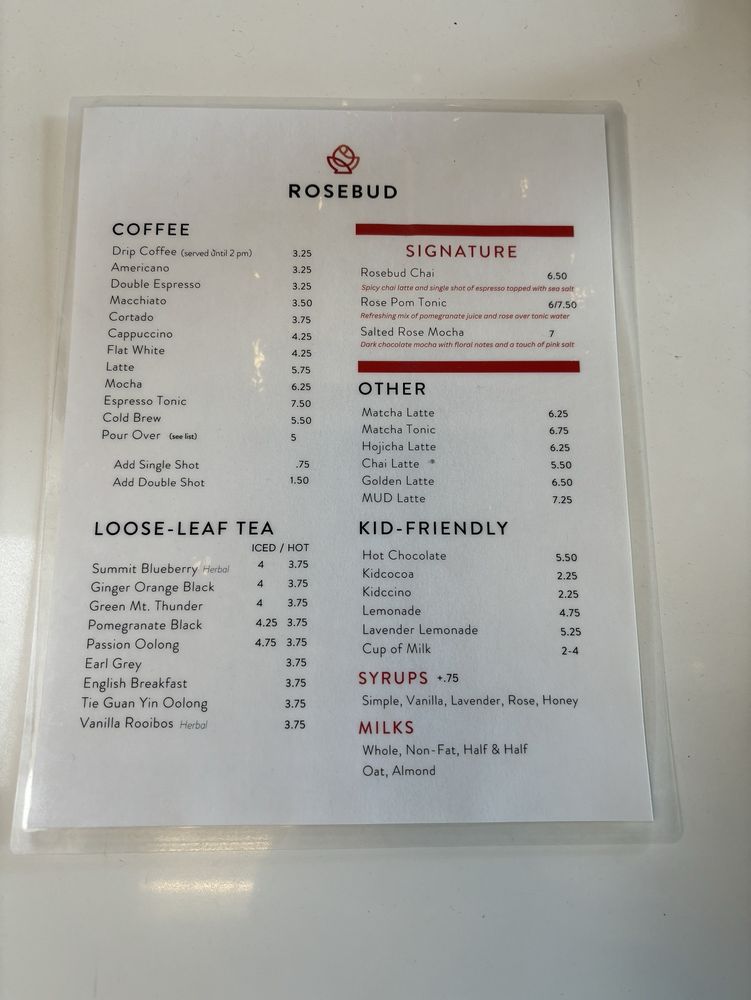 ROSEBUD
COFFEE
Drip Coffee (served until 2 pm) 3.25
Americano 3.25
Double Espresso 3.25
Macchiato 3.50
Cortado 3.75
Cappuccino 4.25
Flat White 4.25
Latte 5.75
Mocha 6.25
Espresso Tonic 7.50
Cold Brew 5.50
Pour Over (see list) 5
Add Single Shot .75
Add Double Shot 1.50
LOOSE-LEAF TEA
ICED / HOT
Summit Blueberry Herbal 4 3.75
Ginger Orange Black 4 3.75
Green Mt. Thunder 4 3.75
Pomegranate Black 4.25 3.75
Passion Oolong 4.75 3.75
Earl Grey 3.75
English Breakfast 3.75
Tie Guan Yin Oolong 3.75
Vanilla Rooibos Herbal 3.75
SIGNATURE
Rosebud Chai 6.50
Spicy chai latte and single shot of espresso topped with sea salt
Rose Pom Tonic 6/7.50
Refreshing mix of pomegranate juice and rose over tonic water
Salted Rose Mocha 7
Dark chocolate mocha with floral notes and a touch of pink salt
OTHER
Matcha Latte 6.25
Matcha Tonic 6.75
Hojicha Latte 6.25
Chai Latte 5.50
Golden Latte 6.50
MUD Latte 7.25
KID-FRIENDLY
Hot Chocolate 5.50
Kidcocoa 2.25
Kidccino 2.25
Lemonade 4.75
Lavender Lemonade 5.25
Cup of Milk 2-4
SYRUPS +.75
Simple, Vanilla, Lavender, Rose, Honey
MILKS
Whole, Non-Fat, Half & Half
Oat, Almond